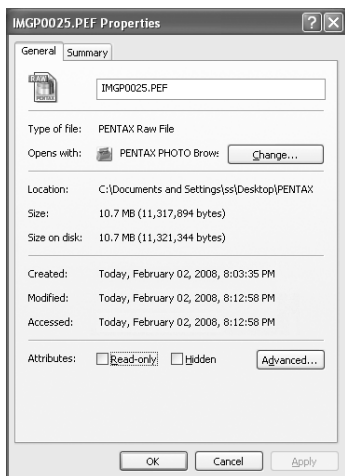 IMGP0025.PEF Properties
General Summary
RAW
PENTAX
IMGP0025.PEF
Type of file: PENTAX Raw File
Opens with: PENTAX PHOTO Brow: Change...
Location: C:\Documents and Settings\ss\Desktop\PENTAX
Size: 10.7 MB (11,317,894 bytes)
Size on disk: 10.7 MB (11,321,344 bytes)
Created: Today, February 02, 2008, 8:03:35 PM
Modified: Today, February 02, 2008, 8:12:58 PM
Accessed: Today, February 02, 2008, 8:12:58 PM
Attributes: Read-only Hidden Advanced...
OK Cancel Apply